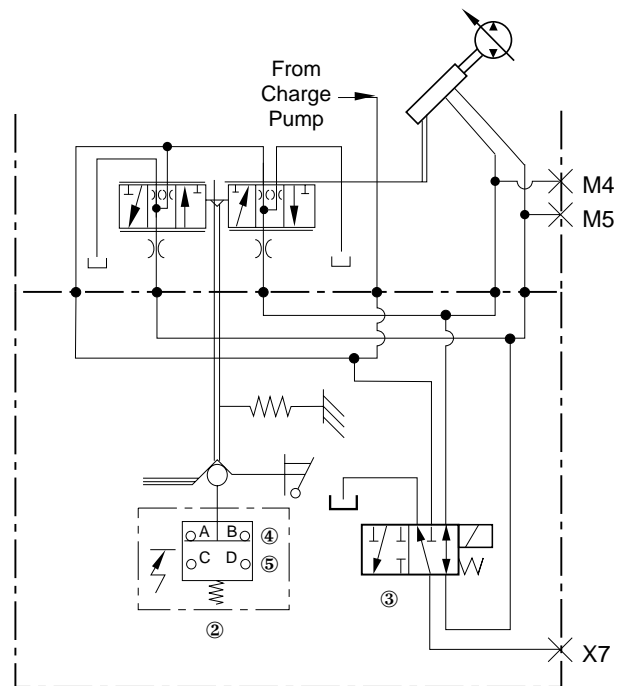 From
Charge
Pump
M4
M5
A B ④
C D ⑤
②
③
X7